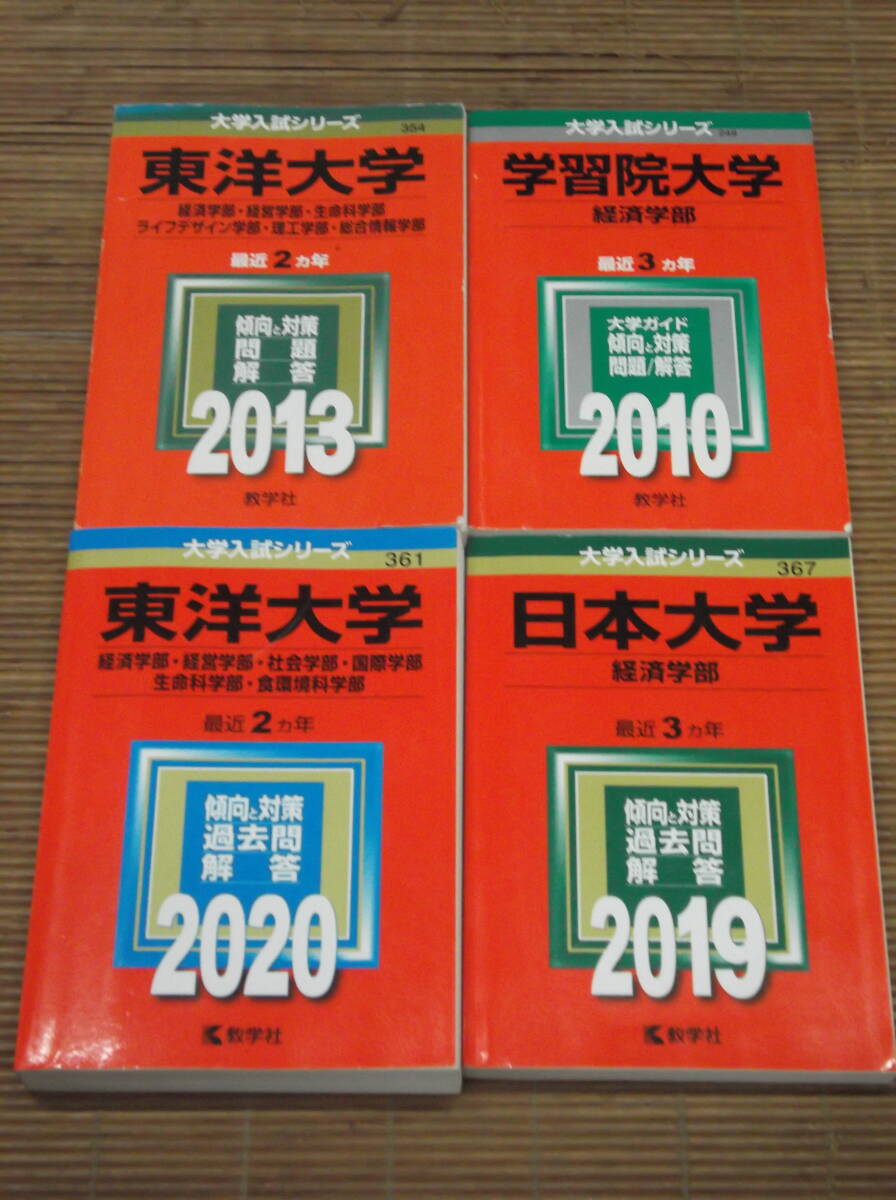 大学入試シリーズ
354
東洋大学
経済学部・経営学部・生命科学部
ライフデザイン学部・理工学部・総合情報学部
最近2ヵ年
傾向と対策
問題
解答
2013
教学社
大学入試シリーズ
249
学習院大学
経済学部
最近3ヵ年
大学ガイド
傾向と対策
問題/解答
2010
教学社
大学入試シリーズ
361
東洋大学
経済学部・経営学部・社会学部・国際学部
生命科学部・食環境科学部
最近2ヵ年
傾向と対策
過去問
解答
2020
教学社
大学入試シリーズ
367
日本大学
経済学部
最近3ヵ年
傾向と対策
過去問
解答
2019
教学社